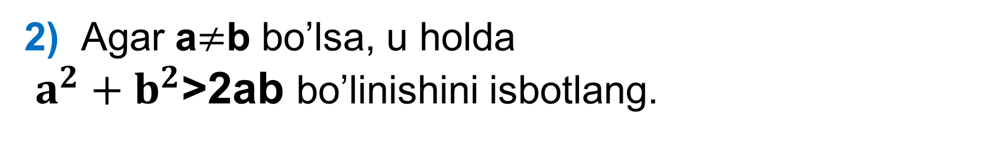 2) Agar a≠b bo’lsa, u holda
a² + b²>2ab bo’linishini isbotlang.